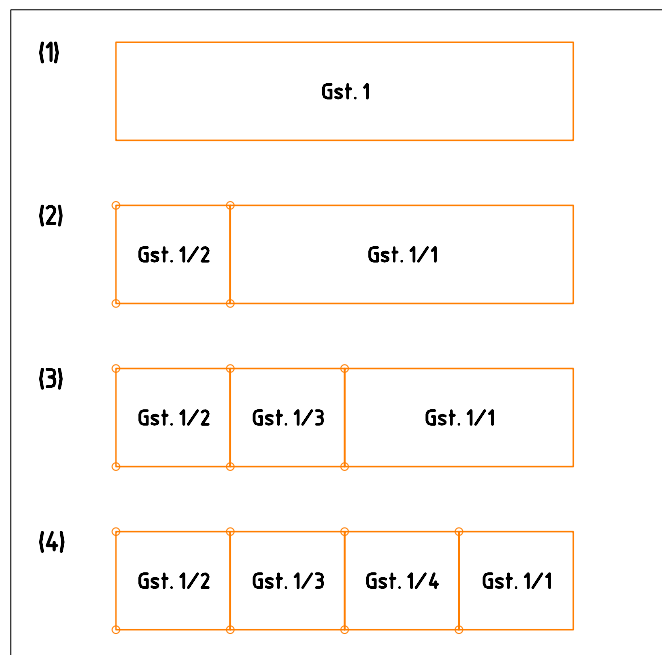 (1)
Gst. 1
(2)
Gst. 1/2 Gst. 1/1
(3)
Gst. 1/2 Gst. 1/3 Gst. 1/1
(4)
Gst. 1/2 Gst. 1/3 Gst. 1/4 Gst. 1/1